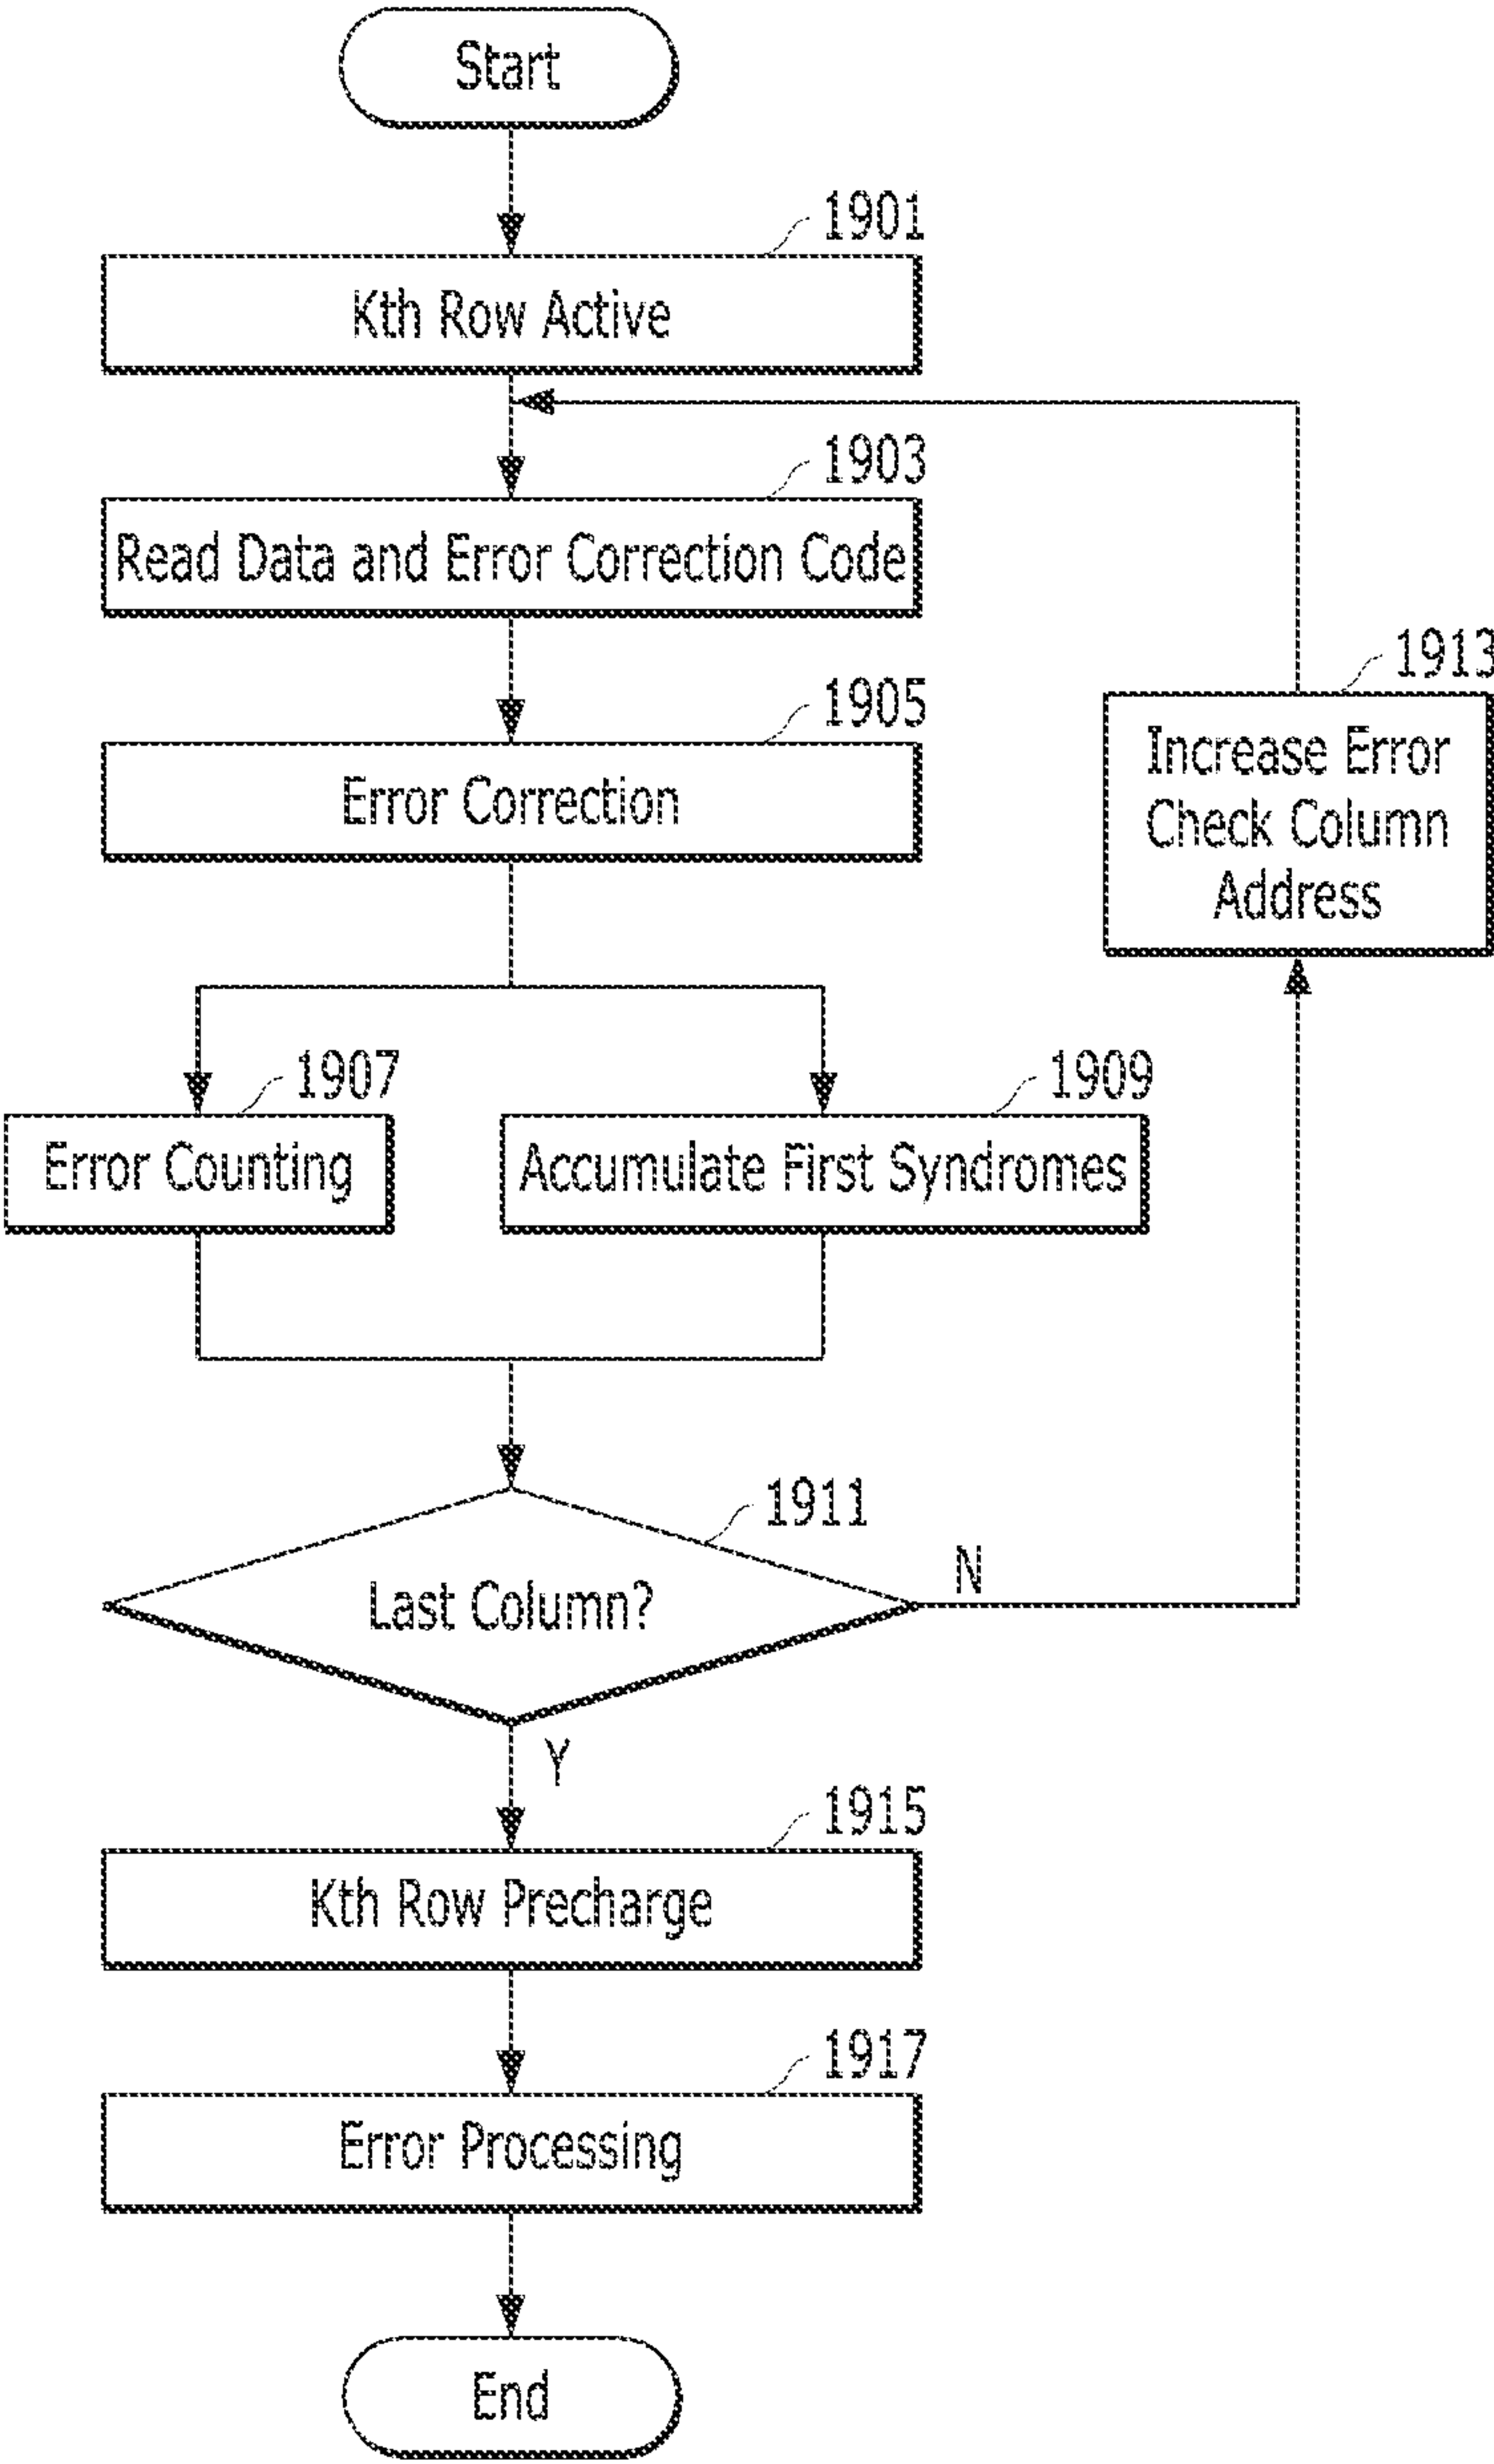 Start
1901
Kth Row Active
1903
Read Data and Error Correction Code
1905
Error Correction
1913
Increase Error
Check Column
Address
1907
Error Counting
1909
Accumulate First Syndromes
1911
Last Column?
N
Y
1915
Kth Row Precharge
1917
Error Processing
End